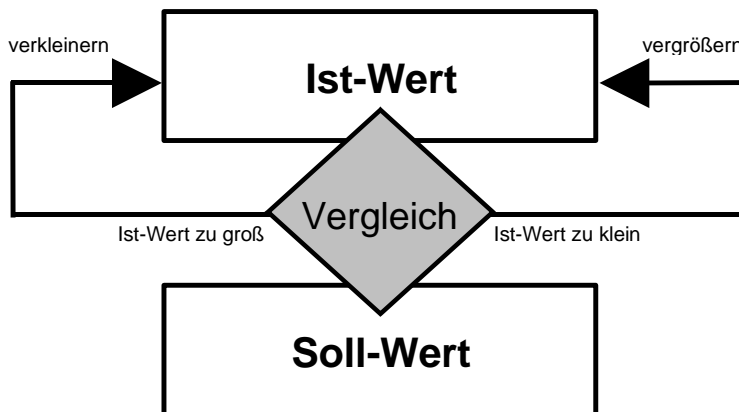 verkleinern
vergrößern
Ist-Wert
Vergleich
Ist-Wert zu groß
Ist-Wert zu klein
Soll-Wert